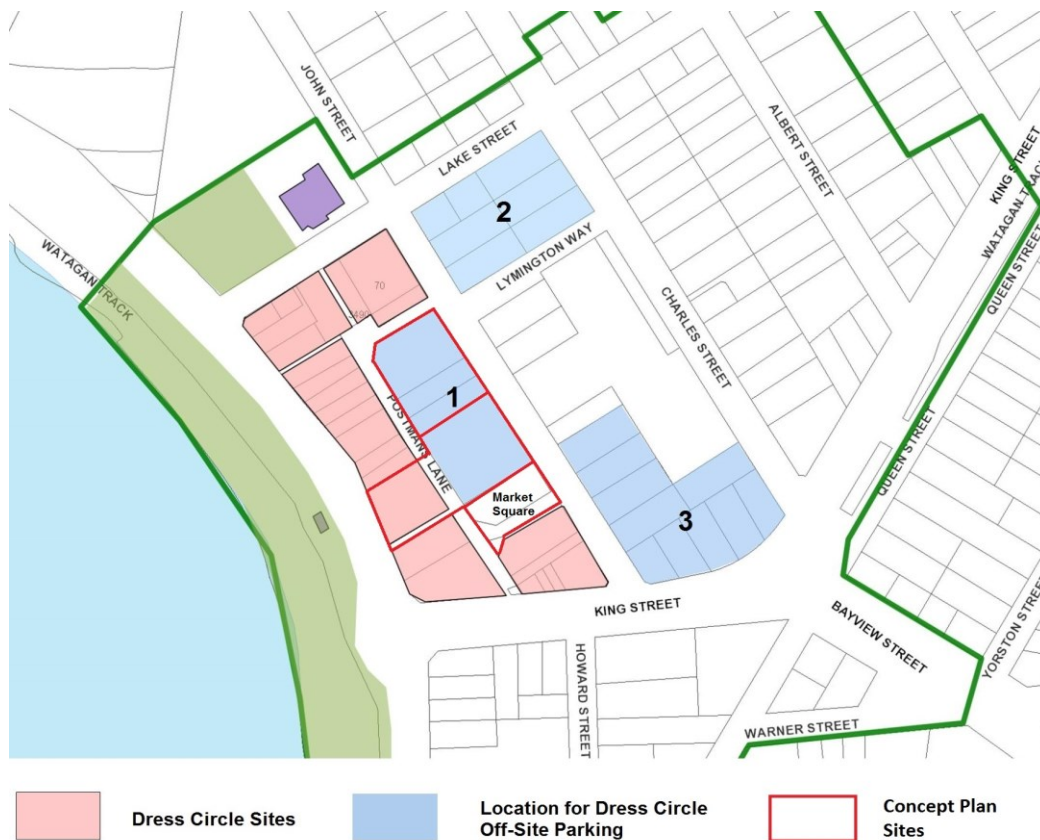 JOHN STREET
LAKE STREET
ALBERT STREET
KING STREET
WATAGAN TRACK
QUEEN STREET
2
LYMINGTON WAY
WATAGAN TRACK
70
CHARLES STREET
1
POSTMANS LANE
QUEEN STREET
Market
Square
3
KING STREET
BAYVIEW STREET
YORSTON STREET
HOWARD STREET
WARNER STREET
Dress Circle Sites
Location for Dress Circle
Off-Site Parking
Concept Plan
Sites